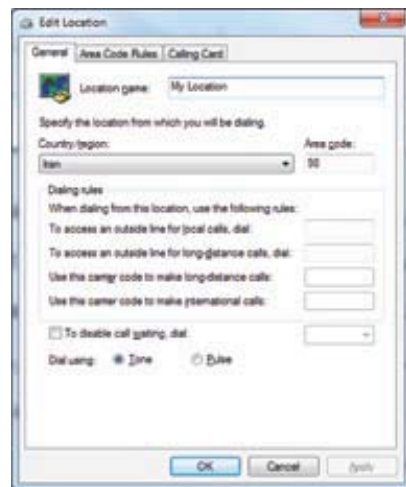 Edit Location
General
Area Code Rules
Calling Card
Location name:
My Location
Specify the location from which you will be dialing.
Country/region:
Area code:
Iran
98
Dialing rules
When dialing from this location, use the following rules:
To access an outside line for local calls, dial:
To access an outside line for long-distance calls, dial:
Use this carrier code to make long-distance calls:
Use this carrier code to make international calls:
To disable call waiting, dial:
Dial using:
Tone
Pulse
OK
Cancel
Apply